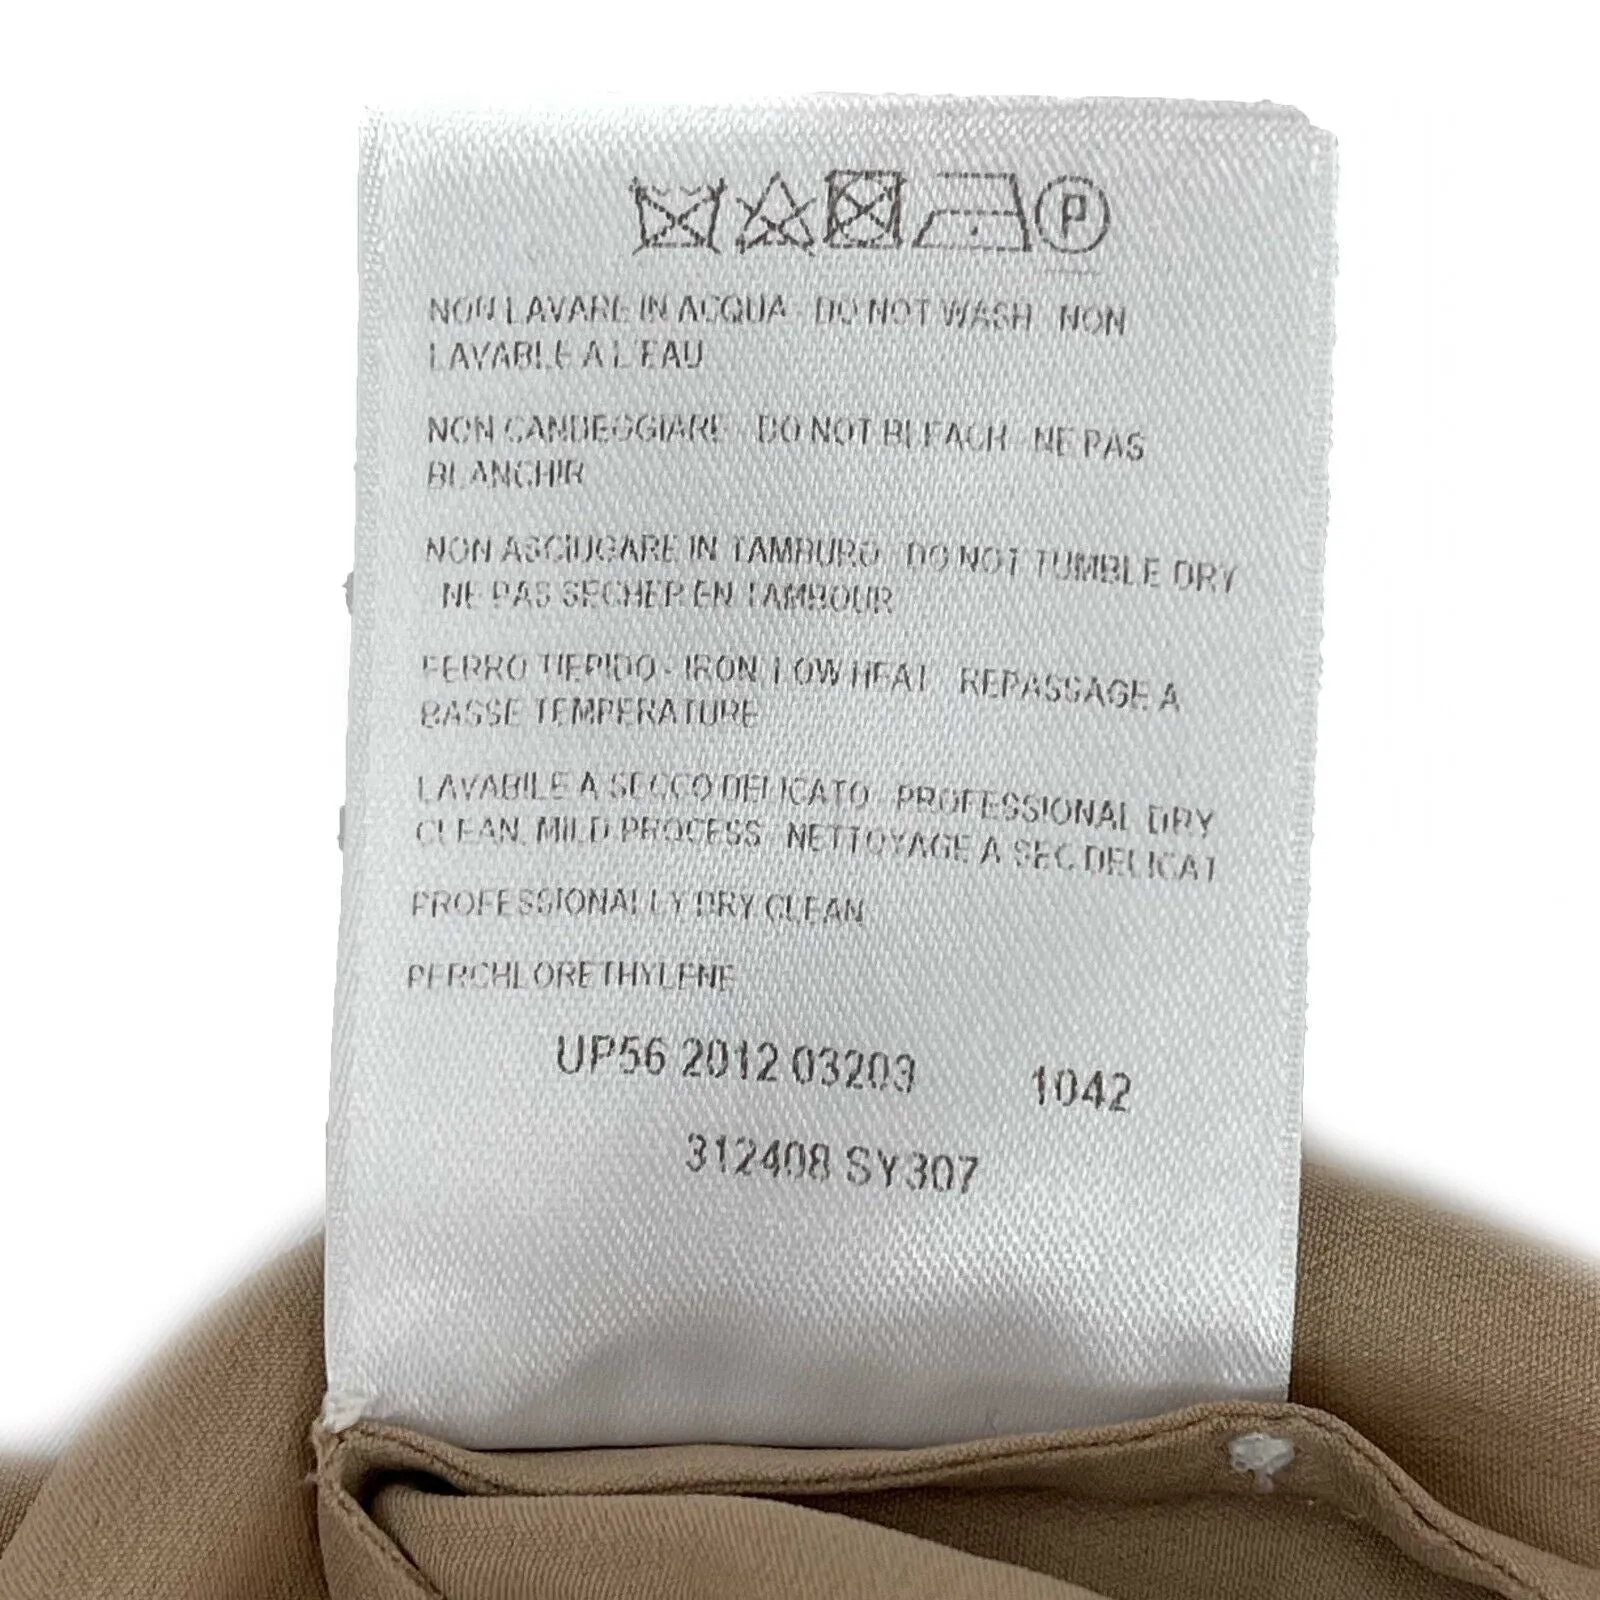 P
NON LAVARE IN ACQUA - DO NOT WASH - NON
LAVABLE A L'EAU
NON CANDEGGIARE - DO NOT BLEACH - NE PAS
BLANCHIR
NON ASCIUGARE IN TAMBURO - DO NOT TUMBLE DRY
- NE PAS SECHER EN TAMBOUR
FERRO TIEPIDO - IRON, LOW HEAT - REPASSAGE A
BASSE TEMPERATURE
LAVABILE A SECCO DELICATO - PROFESSIONAL DRY
CLEAN, MILD PROCESS - NETTOYAGE A SEC DELICAT
PROFESSIONALLY DRY CLEAN
PERCHLORETHYLENE
UP56 2012 03203 1042
312408 SY307